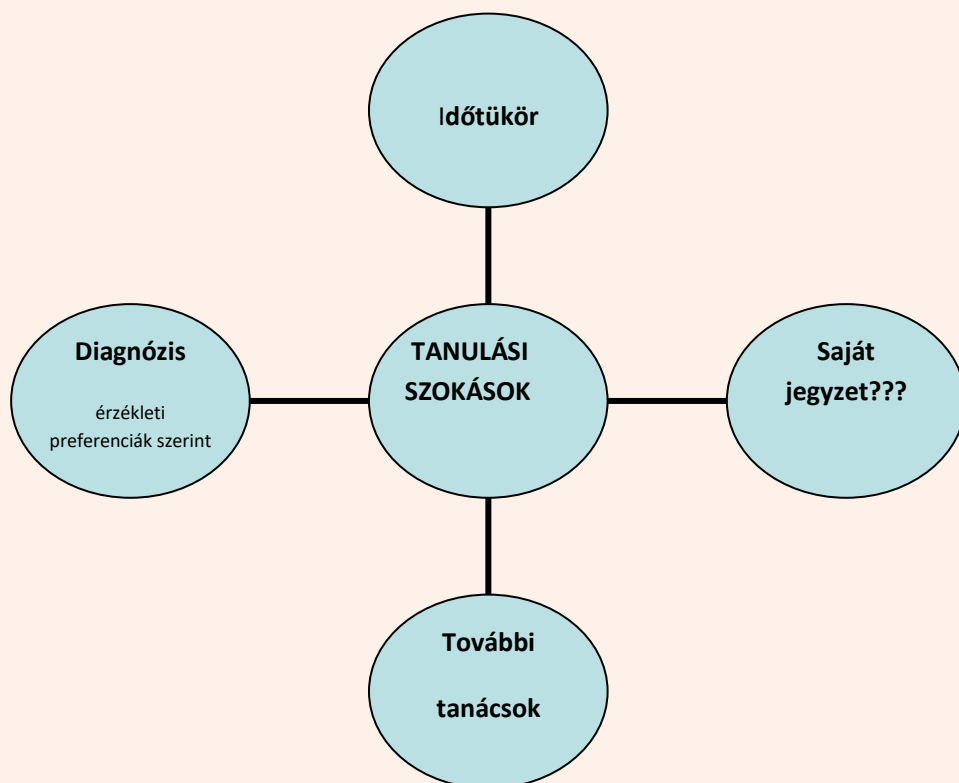 Időtükör
Diagnózis
érzékleti
preferenciák szerint
TANULÁSI
SZOKÁSOK
Saját
jegyzet???
További
tanácsok